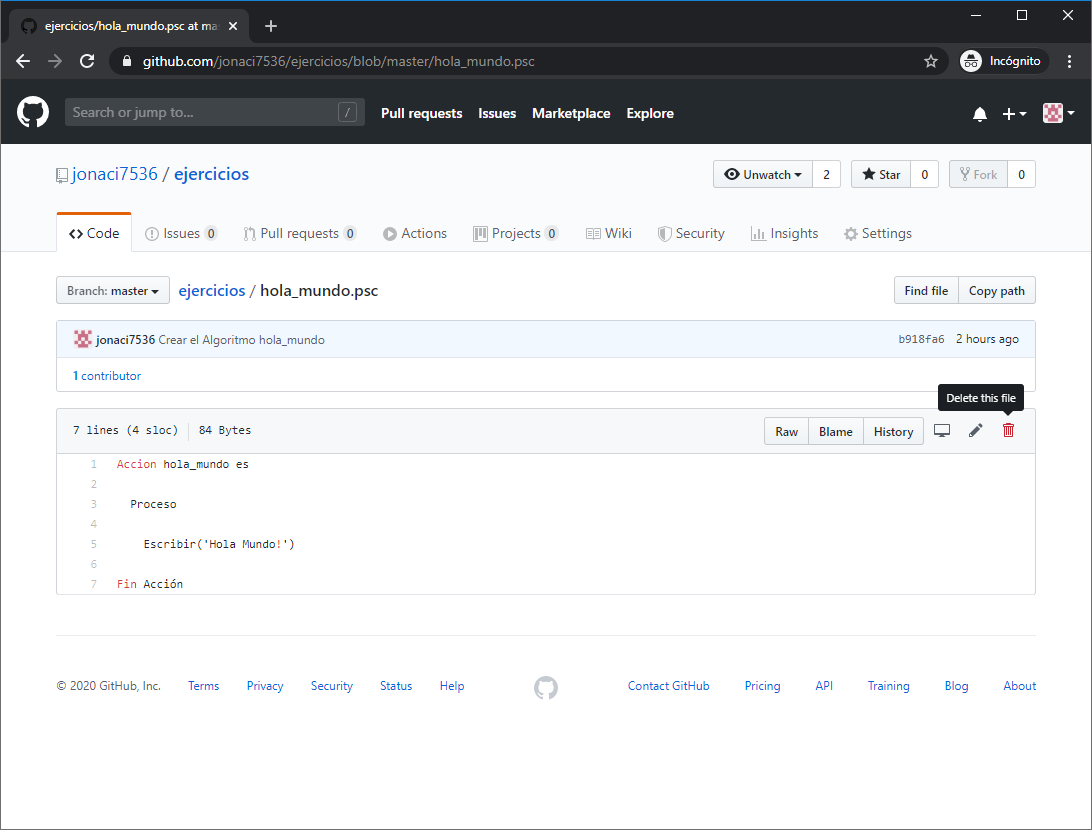 ejercicios/hola_mundo.psc at ma
github.com/jonaci7536/ejercicios/blob/master/hola_mundo.psc
Incógnito
Search or jump to...
/
Pull requests Issues Marketplace Explore
jonaci7536 / ejercicios
Unwatch 2 Star 0 Fork 0
Code Issues 0 Pull requests 0 Actions Projects 0 Wiki Security Insights Settings
Branch: master ejercicios / hola_mundo.psc Find file Copy path
jonaci7536 Crear el Algoritmo hola_mundo b918fa6 2 hours ago
1 contributor
Delete this file
7 lines (4 sloc) 84 Bytes Raw Blame History
1 Accion hola_mundo es
2
3 Proceso
4
5 Escribir('Hola Mundo!')
6
7 Fin Acción
© 2020 GitHub, Inc. Terms Privacy Security Status Help Contact GitHub Pricing API Training Blog About